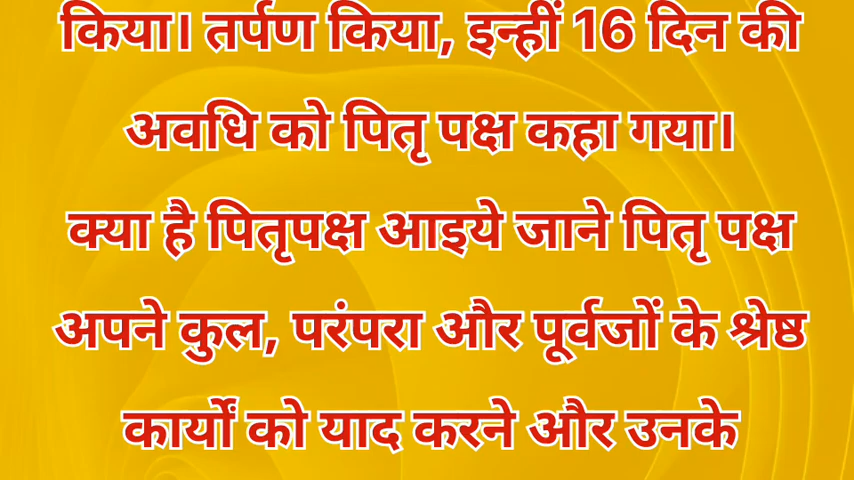 किया। तर्पण किया, इन्हीं 16 दिन की
अवधि को पितृ पक्ष कहा गया।
क्या है पितृपक्ष आइये जाने पितृ पक्ष
अपने कुल, परंपरा और पूर्वजों के श्रेष्ठ
कार्यों को याद करने और उनके